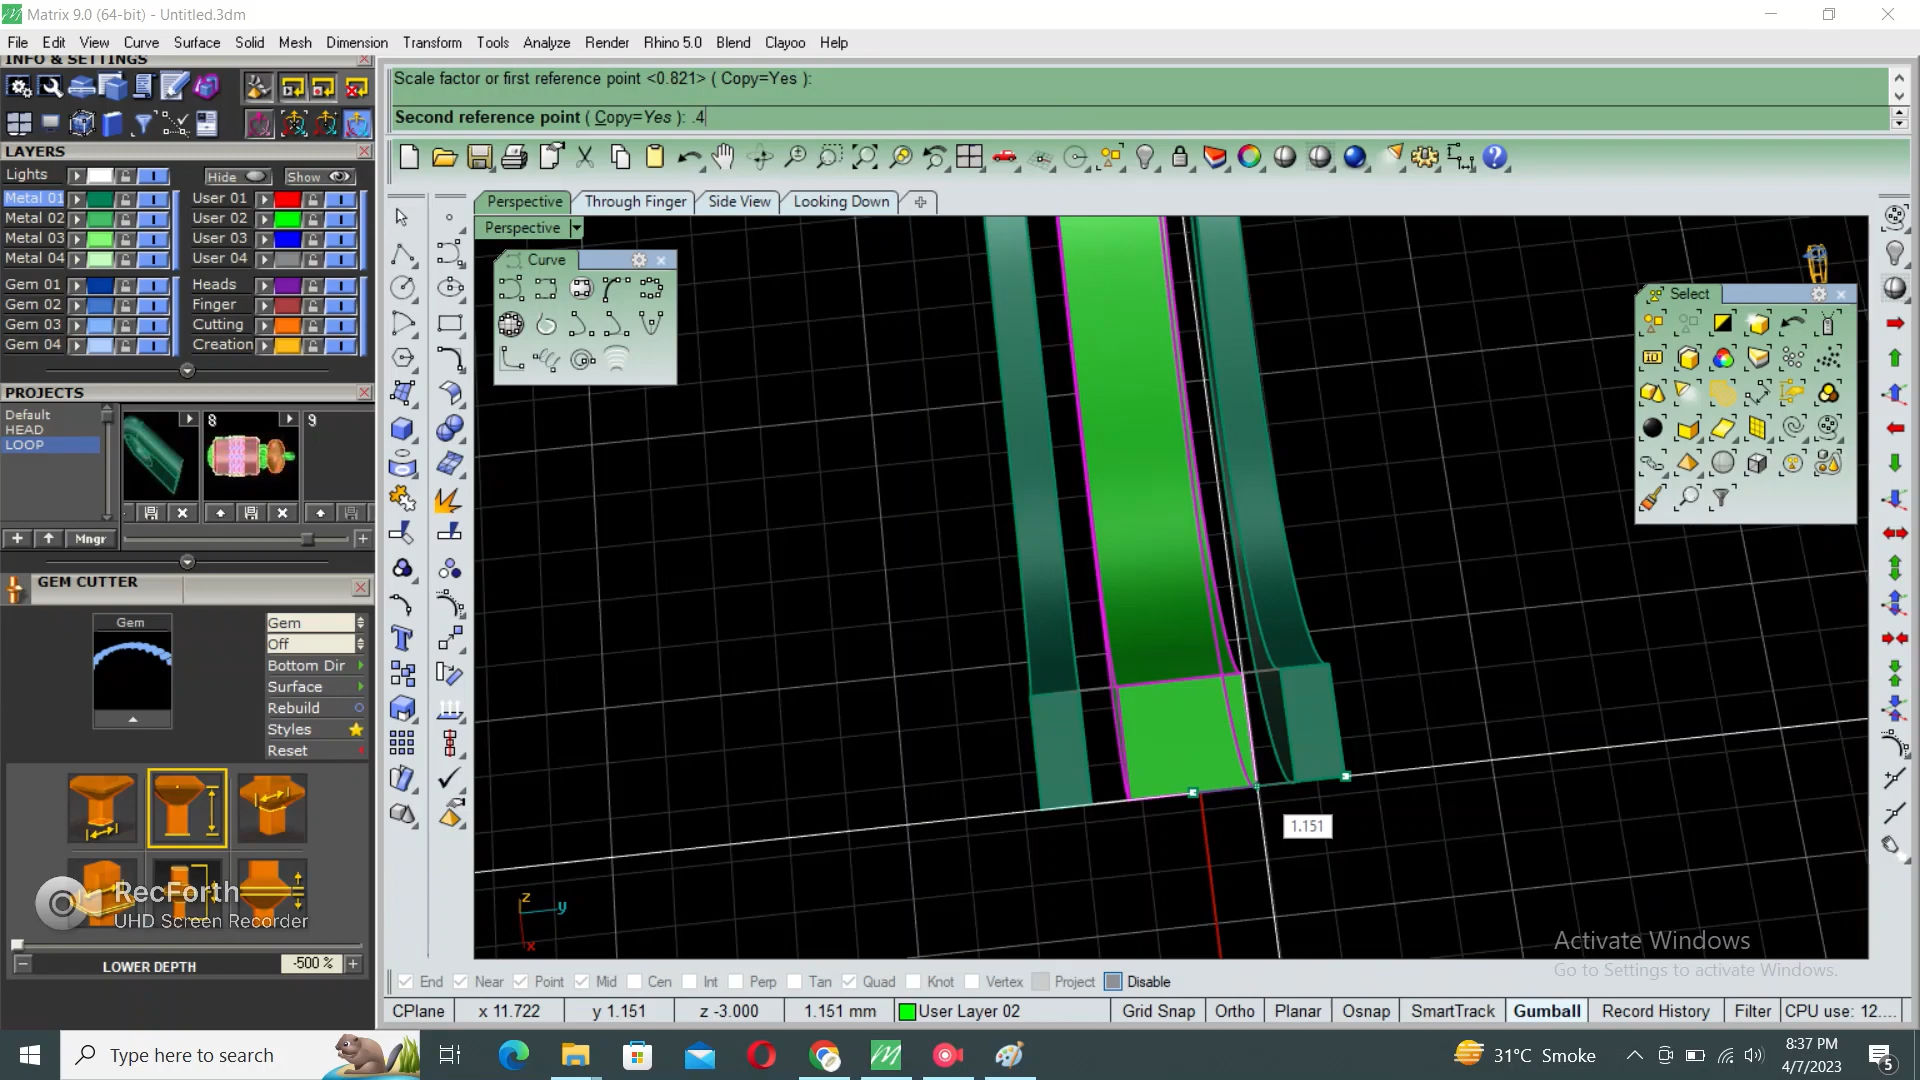 Matrix 9.0 (64-bit) - Untitled.3dm
File Edit View Curve Surface Solid Mesh Dimension Transform Tools Analyze Render Rhino 5.0 Blend Clayoo Help
INFO & SETTINGS
Scale factor or first reference point <0.821> ( Copy=Yes ):
Second reference point ( Copy=Yes ): .4
LAYERS
Lights Hide Show
Metal 01 User 01
Metal 02 User 02
Metal 03 User 03
Metal 04 User 04
Gem 01 Heads
Gem 02 Finger
Gem 03 Cutting
Gem 04 Creation
Perspective Through Finger Side View Looking Down
Perspective
Curve
Select
PROJECTS
Default
HEAD
LOOP
8 9
Mngr
GEM CUTTER
Gem
Gem
Off
Bottom Dir
Surface
Rebuild
Styles
Reset
RecForth
UHD Screen Recorder
LOWER DEPTH -500 %
1.151
z
y
x
Activate Windows
Go to Settings to activate Windows.
End Near Point Mid Cen Int Perp Tan Quad Knot Vertex Project Disable
CPlane x 11.722 y 1.151 z -3.000 1.151 mm User Layer 02 Grid Snap Ortho Planar Osnap SmartTrack Gumball Record History Filter CPU use: 12....
Type here to search
31°C Smoke
8:37 PM
4/7/2023
5